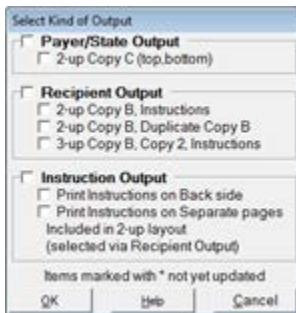 Select Kind of Output
Payer/State Output
2-up Copy C (top,bottom)
Recipient Output
2-up Copy B, Instructions
2-up Copy B, Duplicate Copy B
3-up Copy B, Copy 2, Instructions
Instruction Output
Print Instructions on Back side
Print Instructions on Separate pages
Included in 2-up layout
(selected via Recipient Output)
Items marked with * not yet updated
OK Help Cancel